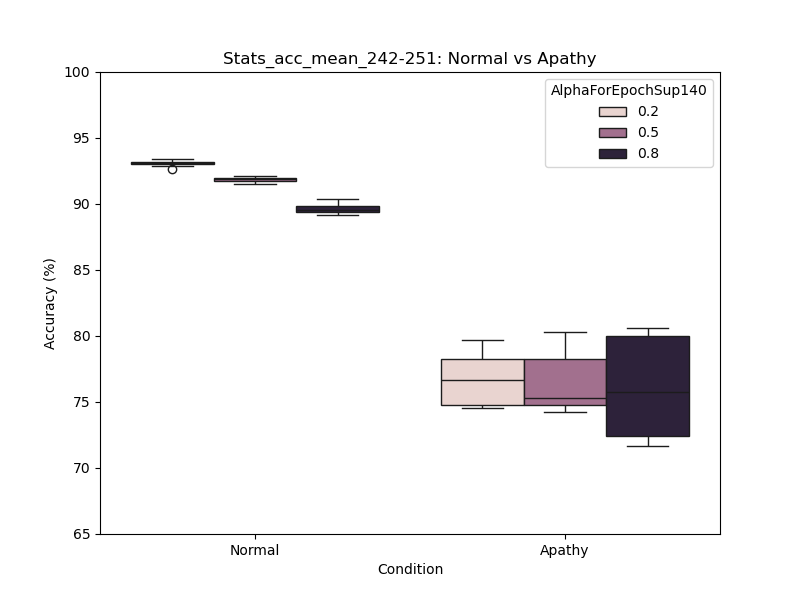 Stats_acc_mean_242-251: Normal vs Apathy
AlphaForEpochSup140
0.2
0.5
0.8
100
95
90
85
80
75
70
65
Accuracy (%)
Normal
Apathy
Condition